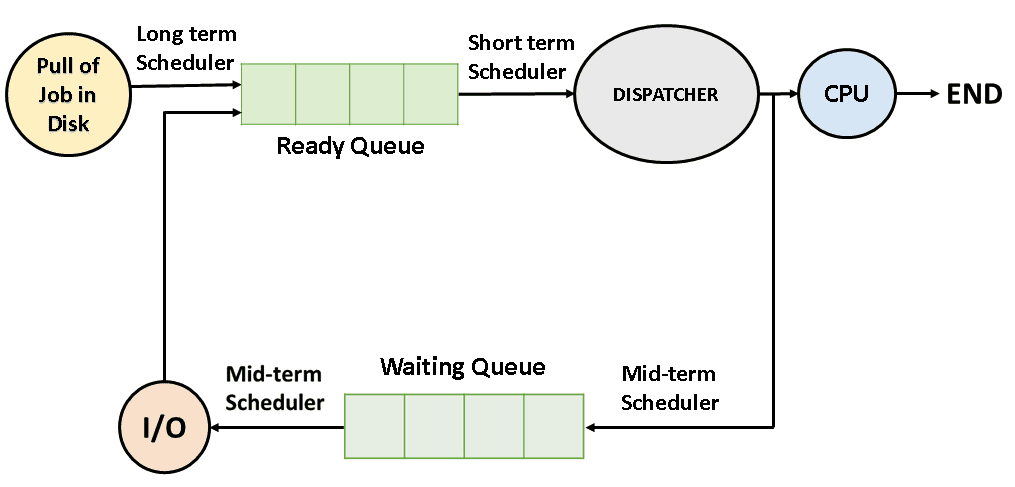 Pull of
Job in
Disk
Long term
Scheduler
Ready Queue
Short term
Scheduler
DISPATCHER
CPU
END
Waiting Queue
Mid-term
Scheduler
Mid-term
Scheduler
I/O